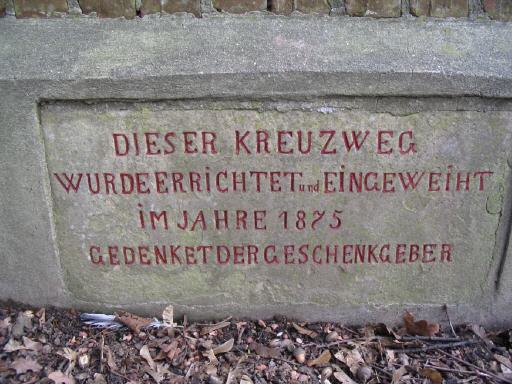 DIESER KREUZWEG
WURDE ERRICHTET und EINGEWEIHT
IM JAHRE 1875
GEDENKET DER GESCHENKGEBER